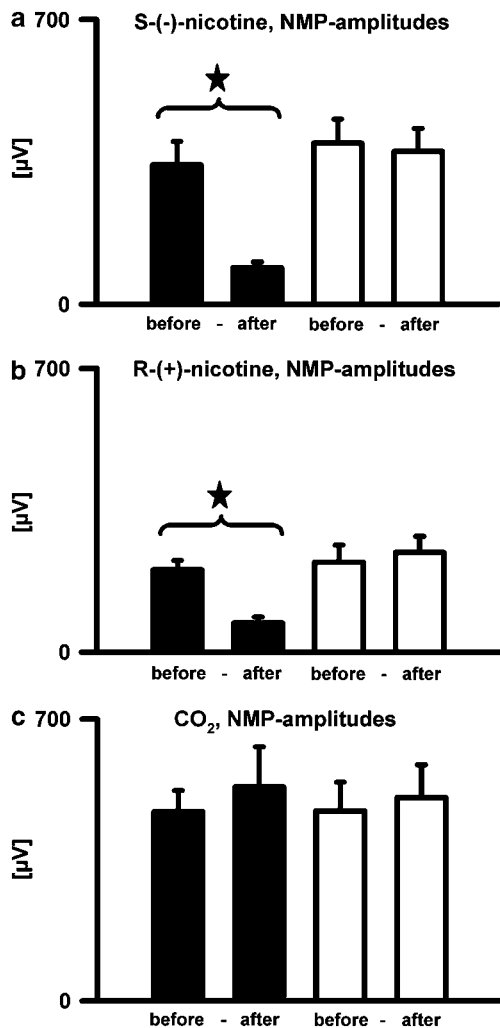 a 700 S-(-)-nicotine, NMP-amplitudes
[µV]
0
before - after before - after
b 700 R-(+)-nicotine, NMP-amplitudes
[µV]
0
before - after before - after
c 700 CO₂, NMP-amplitudes
[µV]
0
before - after before - after